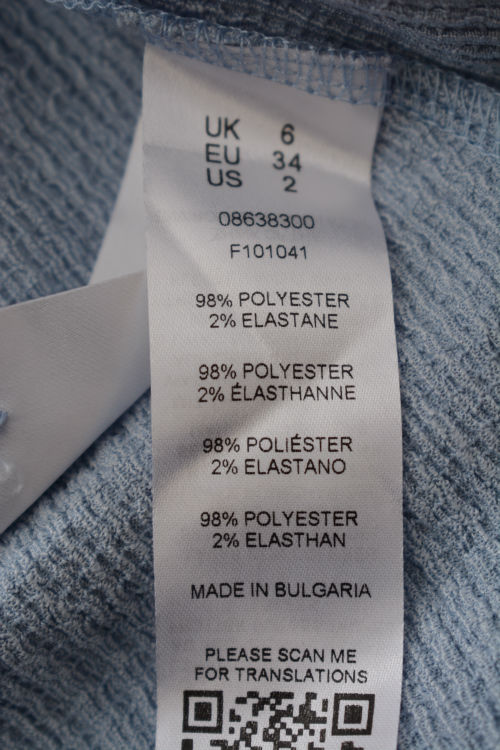 UK 6
EU 34
US 2
08638300
F101041
98% POLYESTER
2% ELASTANE
98% POLYESTER
2% ÉLASTHANNE
98% POLIÉSTER
2% ELASTANO
98% POLYESTER
2% ELASTHAN
MADE IN BULGARIA
PLEASE SCAN ME
FOR TRANSLATIONS